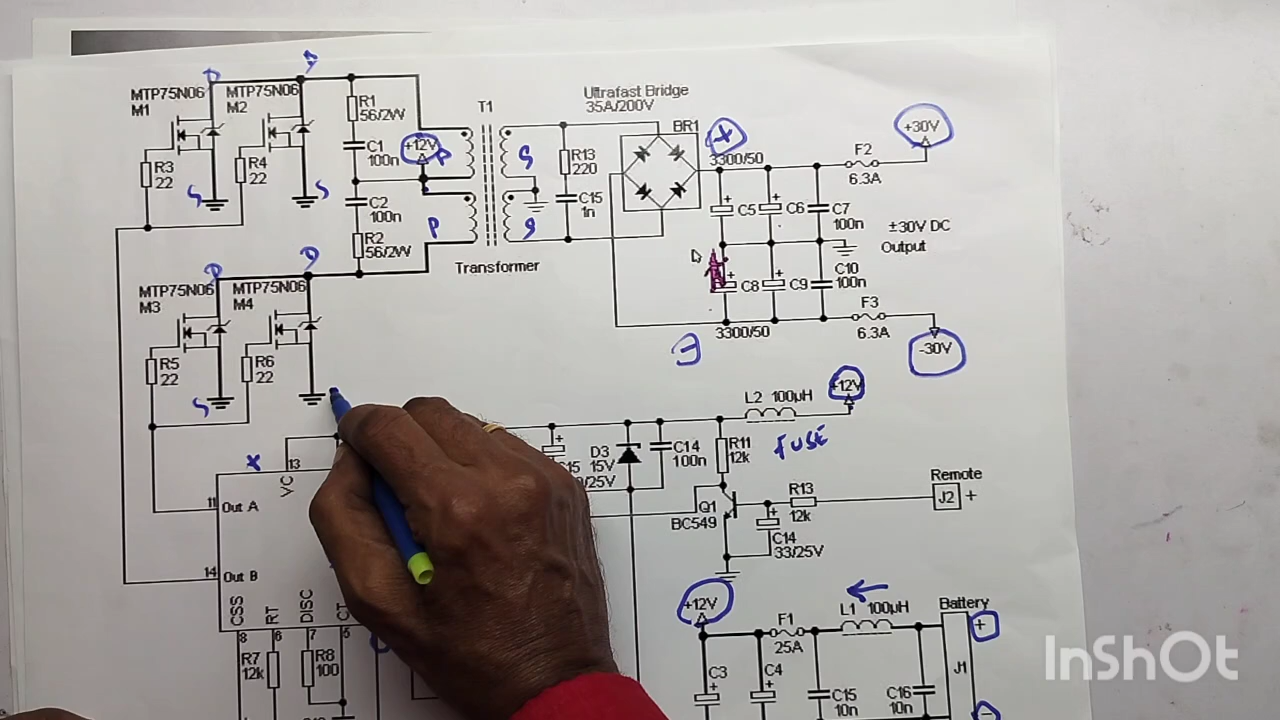 MTP75N06
M1
MTP75N06
M2
D
D
R3
22
R4
22
S
S
R1
56/2W
C1
100n
+12V
P
C2
100n
R2
56/2W
P
T1
Transformer
S
S
R13
220
C15
1n
Ultrafast Bridge
35A/200V
BR1
+
3300/50
C5
C6
C7
100n
F2
6.3A
+30V
±30V DC
Output
C8
C9
C10
100n
3300/50
F3
6.3A
-30V
D
D
MTP75N06
M3
MTP75N06
M4
R5
22
R6
22
S
L2 100µH
+12V
FUSE
D3
15V
C14
100n
R11
12k
C15
/25V
Q1
BC549
R13
12k
C14
33/25V
Remote
J2 +
X
13
VC
11
Out A
14
Out B
CSS
RT
DISC
CT
8
6
7
5
R7
12k
R8
100
+12V
F1
25A
L1 100µH
Battery
+
J1
-
C3
C4
C15
10n
C16
10n
InShOt